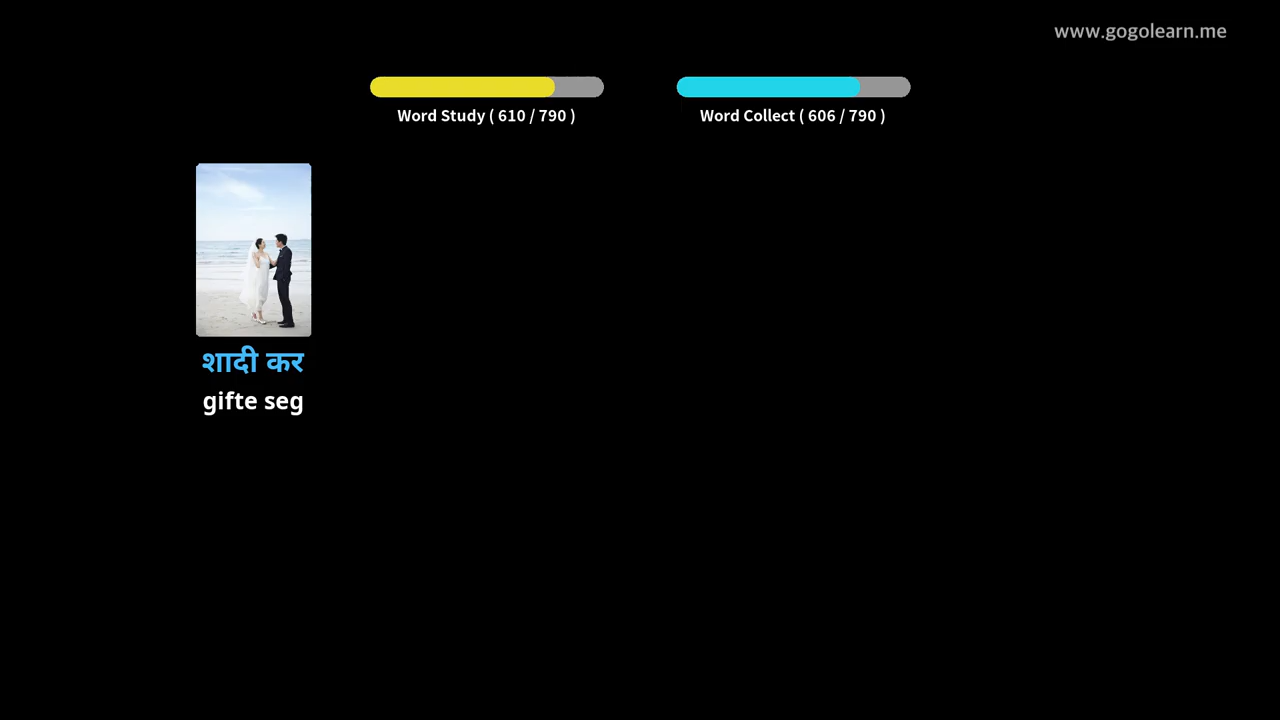 www.gogolearn.me
Word Study ( 610 / 790 )
Word Collect ( 606 / 790 )
शादी कर
gifte seg